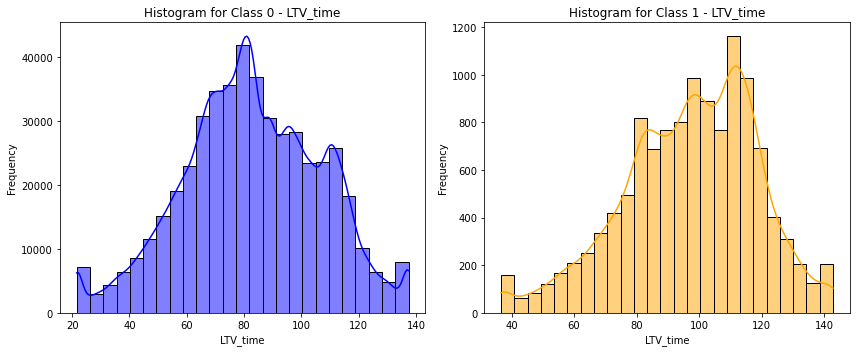 Histogram for Class 0 - LTV_time
Frequency
40000
30000
20000
10000
0
20 40 60 80 100 120 140
LTV_time
Histogram for Class 1 - LTV_time
Frequency
1200
1000
800
600
400
200
0
40 60 80 100 120 140
LTV_time